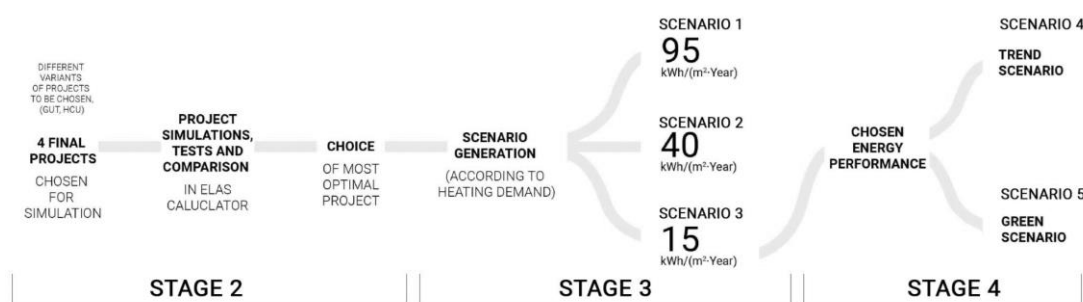 DIFFERENT
VARIANTS
OF PROJECTS
TO BE CHOSEN,
(GUT, HCU)
4 FINAL
PROJECTS
CHOSEN
FOR
SIMULATION
PROJECT
SIMULATIONS,
TESTS AND
COMPARISON
IN ELAS
CALUCLATOR
CHOICE
OF MOST
OPTIMAL
PROJECT
SCENARIO
GENERATION
(ACCORDING TO
HEATING DEMAND)
SCENARIO 1
95
kWh/(m²·Year)
SCENARIO 2
40
kWh/(m²·Year)
SCENARIO 3
15
kWh/(m²·Year)
CHOSEN
ENERGY
PERFORMANCE
SCENARIO 4
TREND
SCENARIO
SCENARIO 5
GREEN
SCENARIO
STAGE 2
STAGE 3
STAGE 4